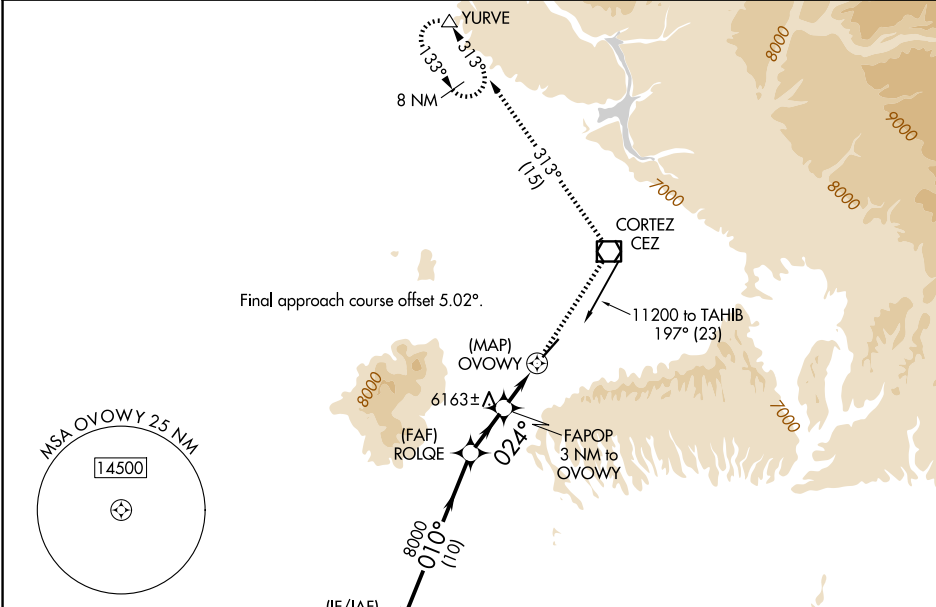 YURVE
313°
133°
8 NM
8000
9000
313°
(15)
7000
8000
CORTEZ
CEZ
Final approach course offset 5.02°.
11200 to TAHIB
197° (23)
(MAP)
OVOWY
8000
6163±
7000
(FAF)
ROLQE
024°
FAPOP
3 NM to
OVOWY
MSA OVOWY 25 NM
14500
8000
010°
(10)
(IF/IAF)